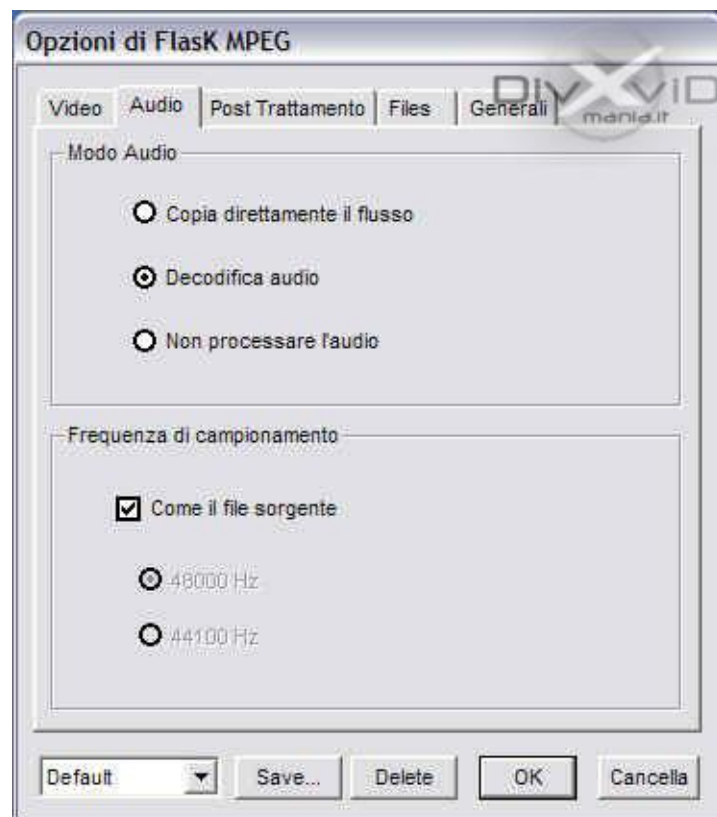 Opzioni di FlasK MPEG
DivXviD
mania.it
Video Audio Post Trattamento Files Generali
Modo Audio
Copia direttamente il flusso
Decodifica audio
Non processare l'audio
Frequenza di campionamento
Come il file sorgente
48000 Hz
44100 Hz
Default Save... Delete OK Cancella